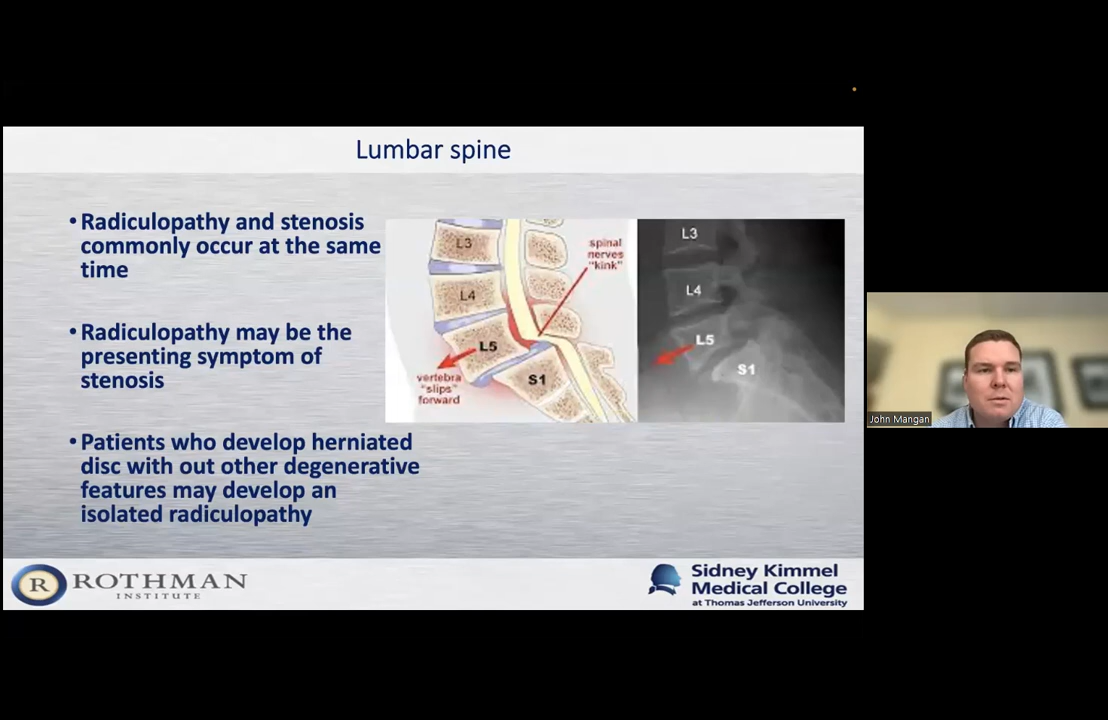 Lumbar spine
• Radiculopathy and stenosis
commonly occur at the same
time
• Radiculopathy may be the
presenting symptom of
stenosis
• Patients who develop herniated
disc with out other degenerative
features may develop an
isolated radiculopathy
L3
L4
L5
S1
spinal
nerves
"kink"
vertebra
"slips"
forward
L3
L4
L5
S1
John Mangan
R
ROTHMAN
INSTITUTE
Sidney Kimmel
Medical College
at Thomas Jefferson University